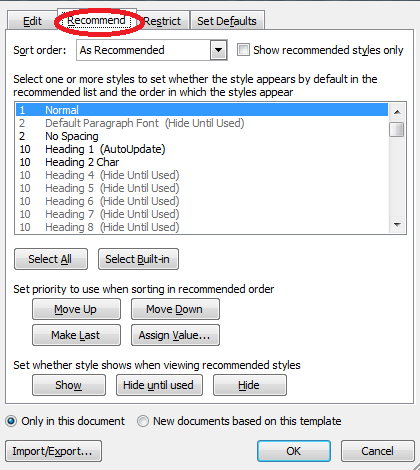 Edit Recommend Restrict Set Defaults
Sort order: As Recommended Show recommended styles only
Select one or more styles to set whether the style appears by default in the
recommended list and the order in which the styles appear
1 Normal
2 Default Paragraph Font (Hide Until Used)
2 No Spacing
10 Heading 1 (AutoUpdate)
10 Heading 2 Char
10 Heading 4 (Hide Until Used)
10 Heading 5 (Hide Until Used)
10 Heading 6 (Hide Until Used)
10 Heading 7 (Hide Until Used)
10 Heading 8 (Hide Until Used)
Select All Select Built-in
Set priority to use when sorting in recommended order
Move Up Move Down
Make Last Assign Value...
Set whether style shows when viewing recommended styles
Show Hide until used Hide
Only in this document New documents based on this template
Import/Export... OK Cancel